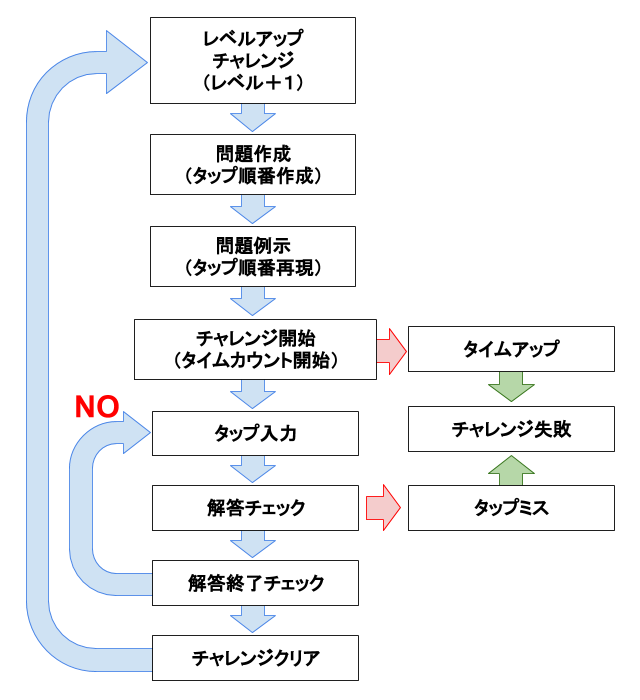 レベルアップ
チャレンジ
（レベル＋１）
問題作成
（タップ順番作成）
問題例示
（タップ順番再現）
チャレンジ開始
（タイムカウント開始）
タイムアップ
NO
タップ入力
チャレンジ失敗
解答チェック
タップミス
解答終了チェック
チャレンジクリア